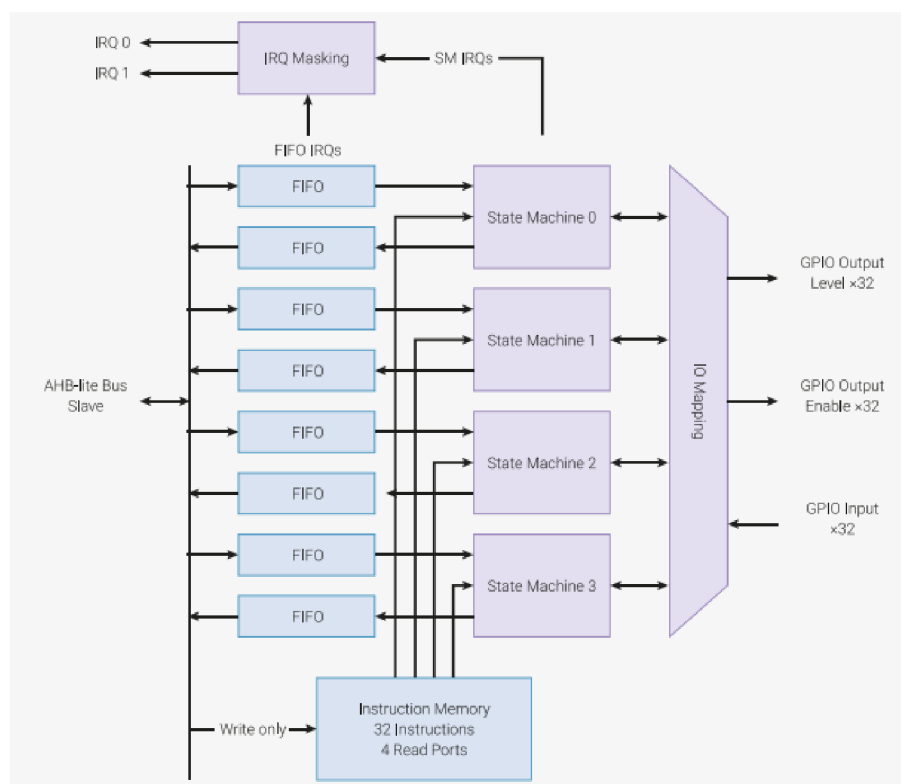 IRQ 0
IRQ 1
IRQ Masking
SM IRQs
FIFO IRQs
FIFO
State Machine 0
FIFO
GPIO Output
Level ×32
FIFO
State Machine 1
FIFO
AHB-lite Bus
Slave
IO Mapping
GPIO Output
Enable ×32
FIFO
State Machine 2
FIFO
GPIO Input
×32
FIFO
State Machine 3
FIFO
Write only
Instruction Memory
32 Instructions
4 Read Ports